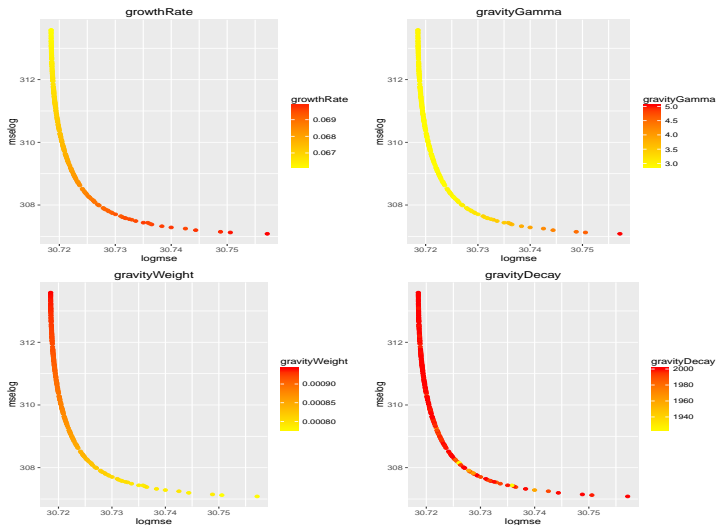 growthRate
mselog
312
310
308
30.72 30.73 30.74 30.75
logmse
growthRate
0.069
0.067
gravityGamma
mselog
312
310
308
30.72 30.73 30.74 30.75
logmse
gravityGamma
5.0
4.5
4.0
3.5
3.0
gravityWeight
mselog
312
310
308
30.72 30.73 30.74 30.75
logmse
gravityWeight
0.00090
0.00085
0.00080
gravityDecay
mselog
312
310
308
30.72 30.73 30.74 30.75
logmse
gravityDecay
2000
1980
1960
1940